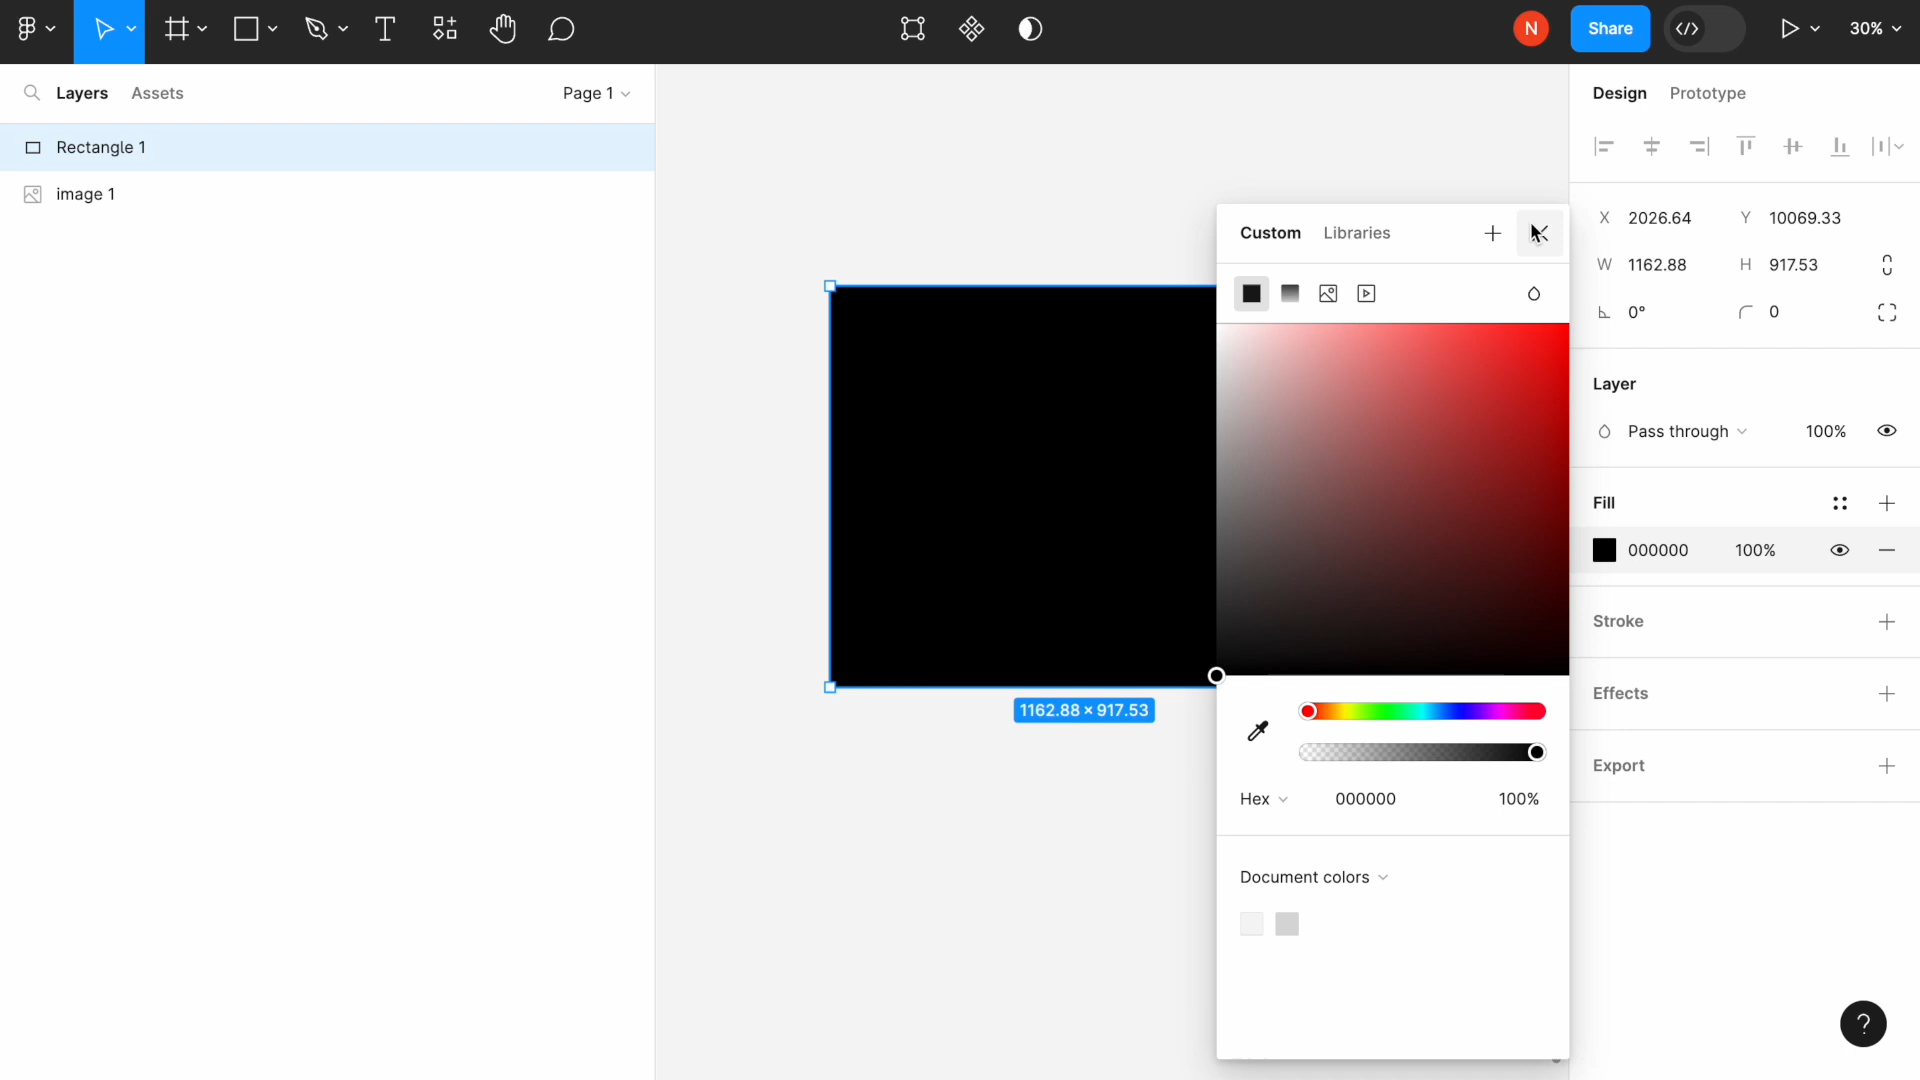 N
Share
30%
Layers
Assets
Page 1
Rectangle 1
image 1
Design
Prototype
X 2026.64 Y 10069.33
W 1162.88 H 917.53
0° 0
Layer
Pass through 100%
Fill
000000 100%
Stroke
Effects
Export
Custom Libraries
Hex 000000 100%
Document colors
1162.88 × 917.53
?